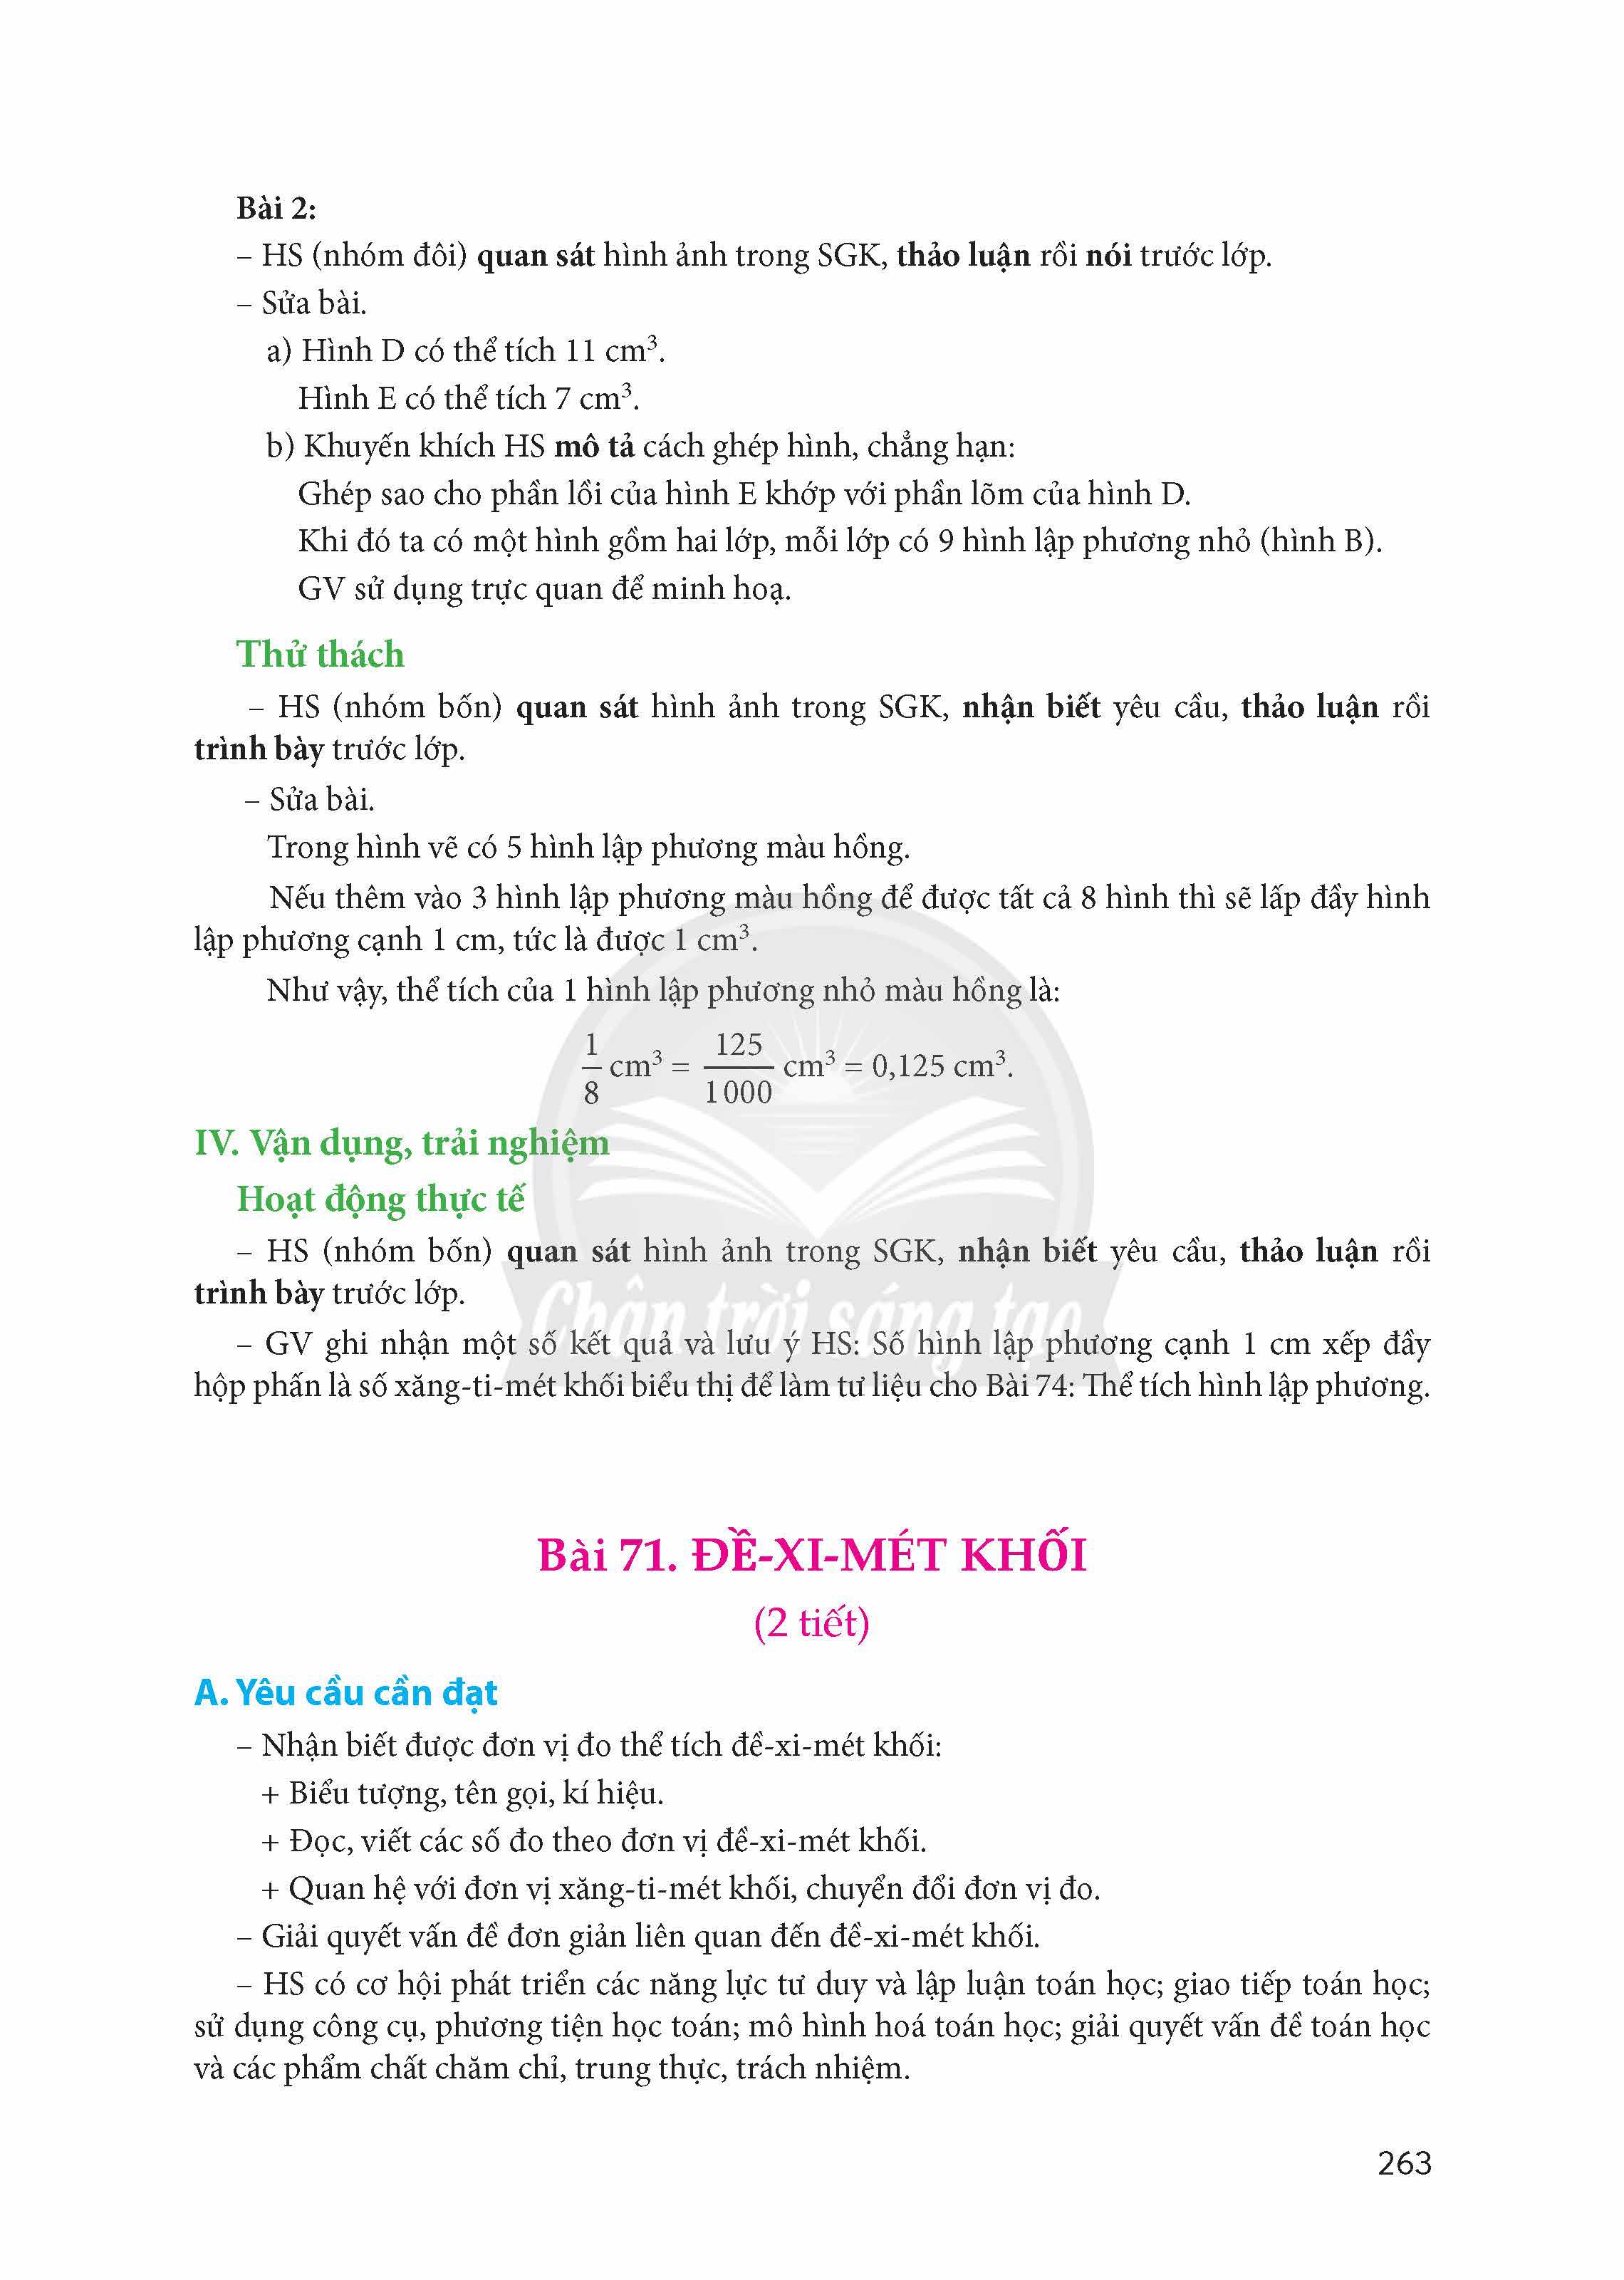 Bài 2:
– HS (nhóm đôi) quan sát hình ảnh trong SGK, thảo luận rồi nói trước lớp.
– Sửa bài.
a) Hình D có thể tích 11 cm³.
Hình E có thể tích 7 cm³.
b) Khuyến khích HS mô tả cách ghép hình, chẳng hạn:
Ghép sao cho phần lồi của hình E khớp với phần lõm của hình D.
Khi đó ta có một hình gồm hai lớp, mỗi lớp có 9 hình lập phương nhỏ (hình B).
GV sử dụng trực quan để minh hoạ.
Thử thách
– HS (nhóm bốn) quan sát hình ảnh trong SGK, nhận biết yêu cầu, thảo luận rồi
trình bày trước lớp.
– Sửa bài.
Trong hình vẽ có 5 hình lập phương màu hồng.
Nếu thêm vào 3 hình lập phương màu hồng để được tất cả 8 hình thì sẽ lấp đầy hình
lập phương cạnh 1 cm, tức là được 1 cm³.
Như vậy, thể tích của 1 hình lập phương nhỏ màu hồng là:
1/8 cm³ = 125/1000 cm³ = 0,125 cm³.
IV. Vận dụng, trải nghiệm
Hoạt động thực tế
– HS (nhóm bốn) quan sát hình ảnh trong SGK, nhận biết yêu cầu, thảo luận rồi
trình bày trước lớp.
Chân trời sáng tạo
– GV ghi nhận một số kết quả và lưu ý HS: Số hình lập phương cạnh 1 cm xếp đầy
hộp phấn là số xăng-ti-mét khối biểu thị để làm tư liệu cho Bài 74: Thể tích hình lập phương.
Bài 71. ĐỀ-XI-MÉT KHỐI
(2 tiết)
A. Yêu cầu cần đạt
– Nhận biết được đơn vị đo thể tích đề-xi-mét khối:
+ Biểu tượng, tên gọi, kí hiệu.
+ Đọc, viết các số đo theo đơn vị đề-xi-mét khối.
+ Quan hệ với đơn vị xăng-ti-mét khối, chuyển đổi đơn vị đo.
– Giải quyết vấn đề đơn giản liên quan đến đề-xi-mét khối.
– HS có cơ hội phát triển các năng lực tư duy và lập luận toán học; giao tiếp toán học;
sử dụng công cụ, phương tiện học toán; mô hình hoá toán học; giải quyết vấn đề toán học
và các phẩm chất chăm chỉ, trung thực, trách nhiệm.
263